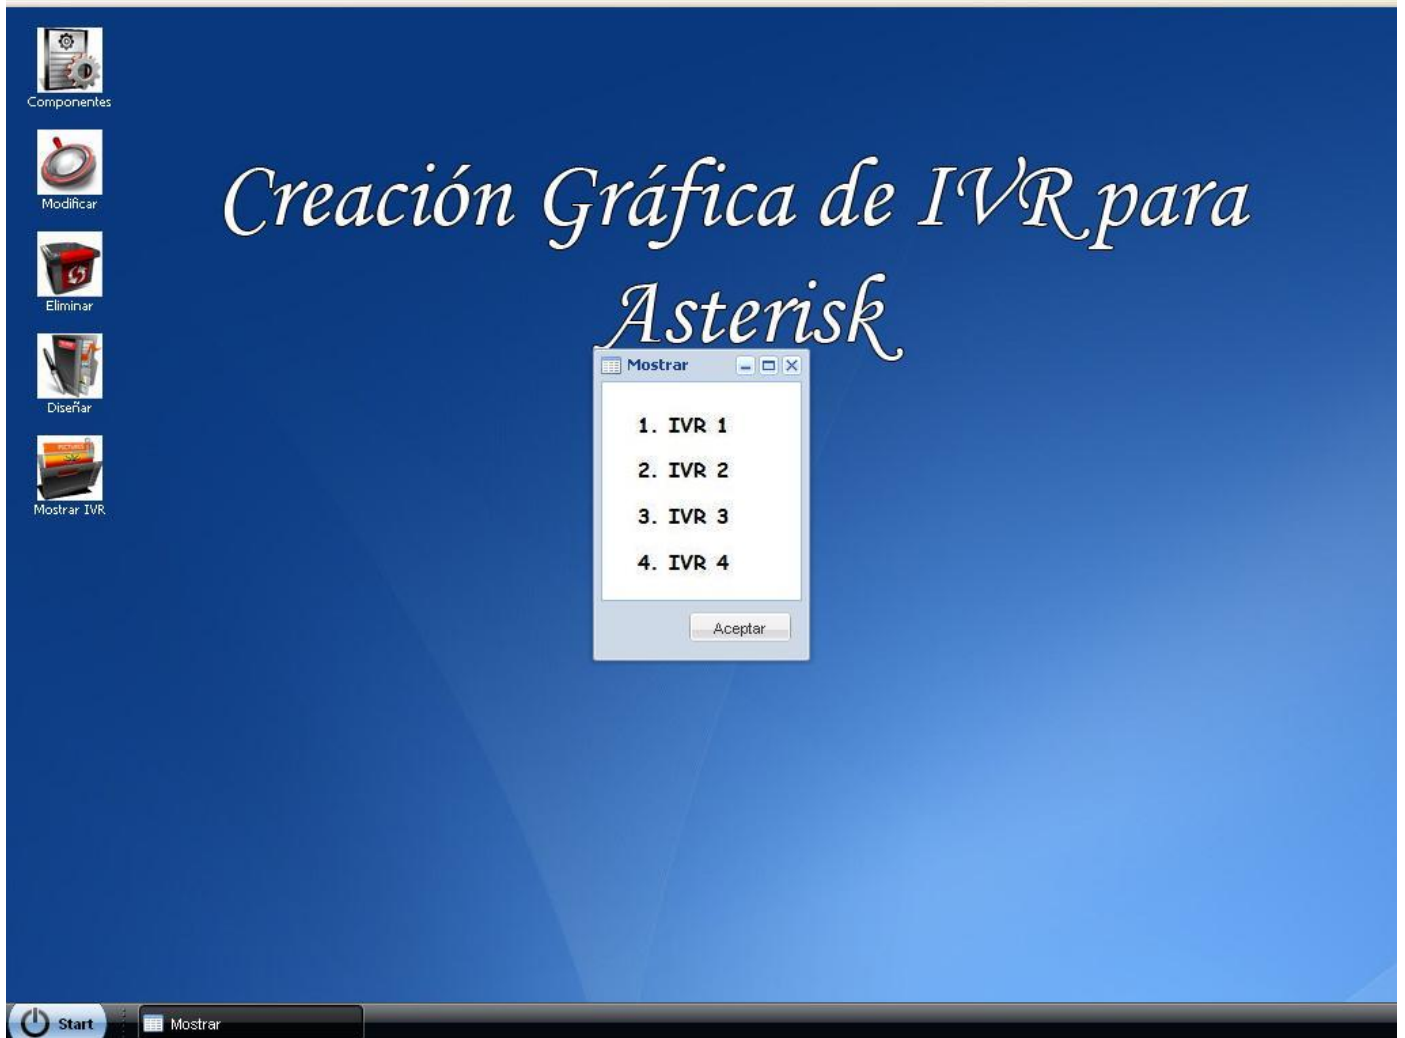 Componentes
Modificar
Eliminar
Diseñar
PICTURES
Mostrar IVR
Creación Gráfica de IVR para
Asterisk
Mostrar
1. IVR 1
2. IVR 2
3. IVR 3
4. IVR 4
Aceptar
Start
Mostrar